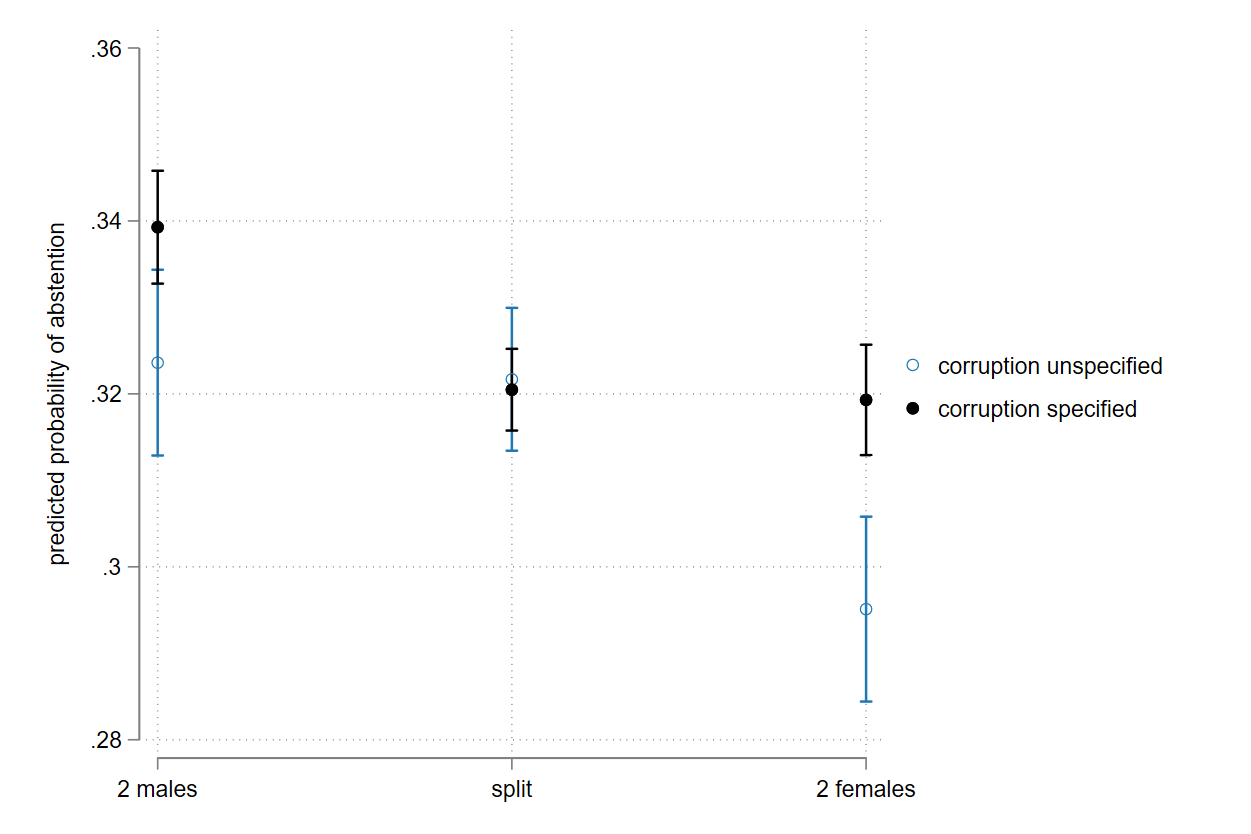 .36
.34
.32
.3
.28
predicted probability of abstention
2 males
split
2 females
corruption unspecified
corruption specified